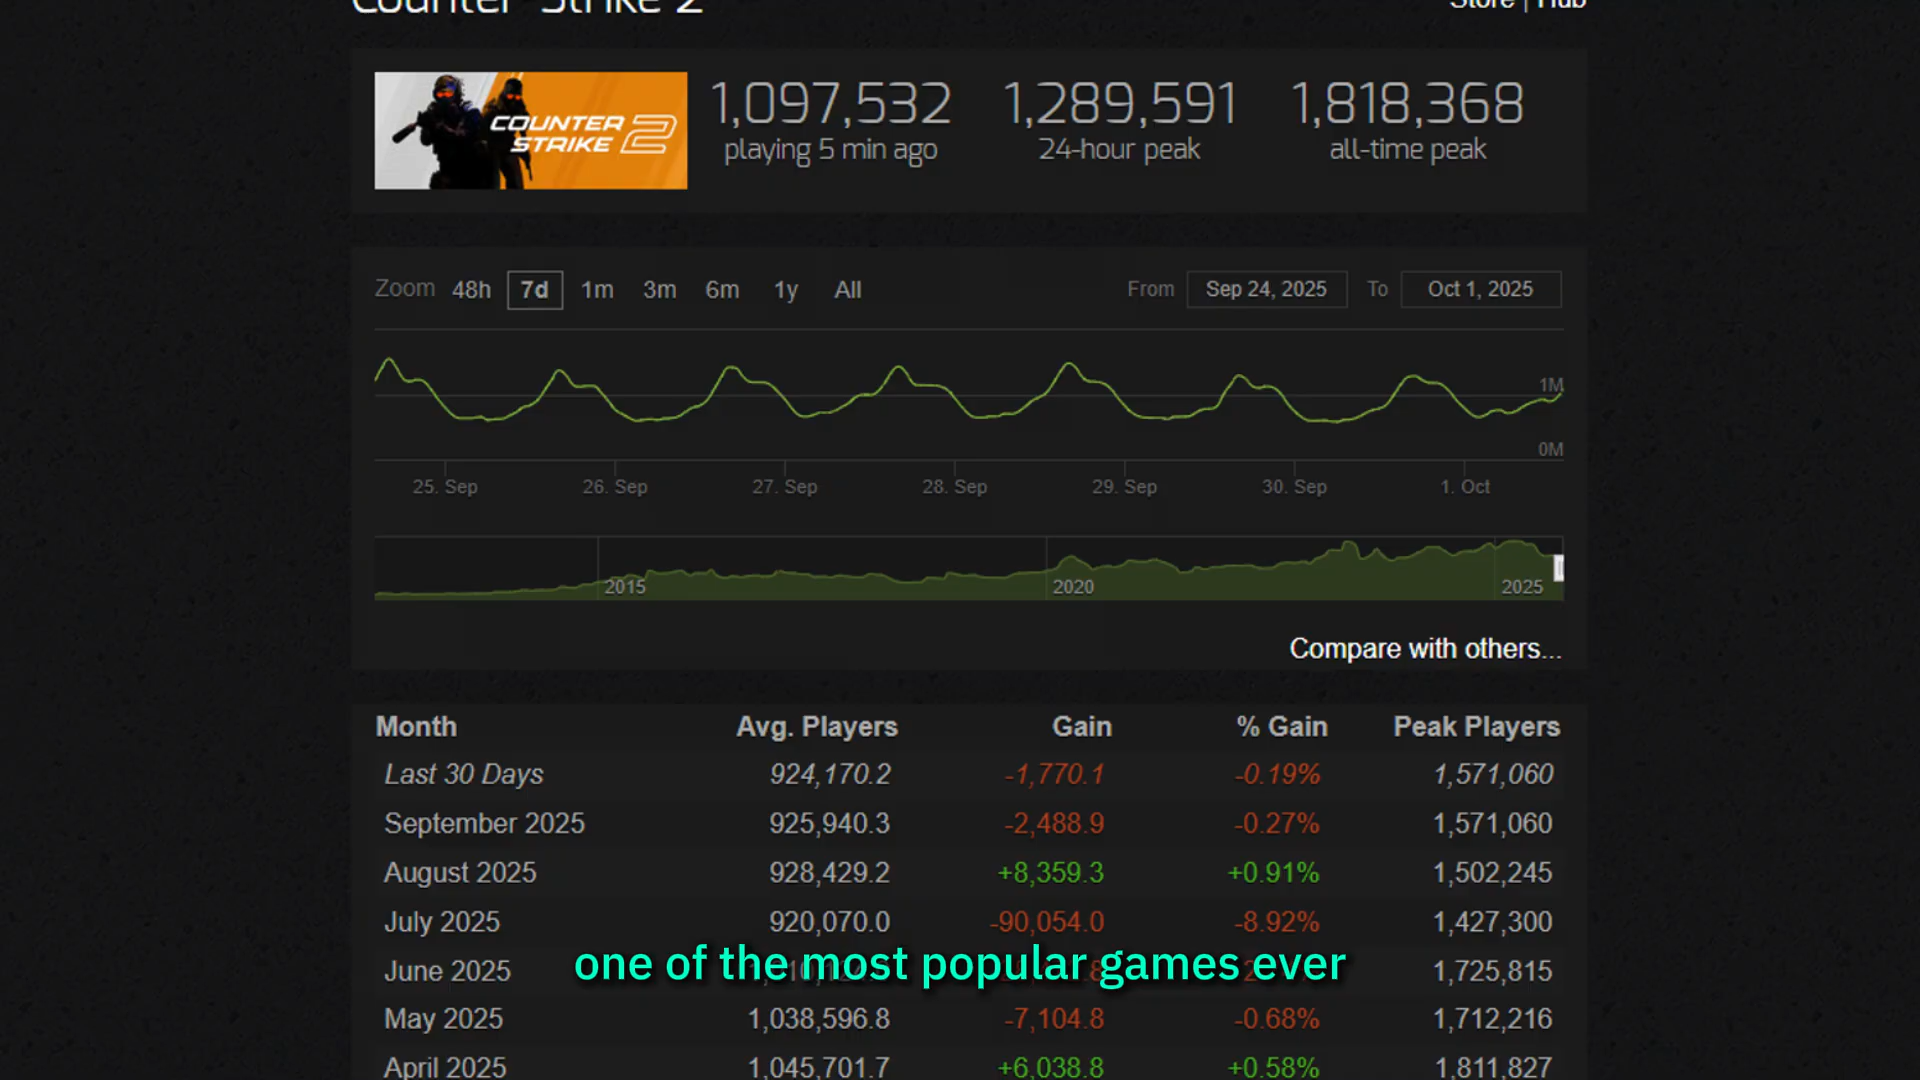 Counter-Strike 2
Store | Hub
COUNTER
STRIKE 2
1,097,532
playing 5 min ago
1,289,591
24-hour peak
1,818,368
all-time peak
Zoom 48h 7d 1m 3m 6m 1y All
From Sep 24, 2025 To Oct 1, 2025
1M
0M
25. Sep 26. Sep 27. Sep 28. Sep 29. Sep 30. Sep 1. Oct
2015 2020 2025
Compare with others...
Month Avg. Players Gain % Gain Peak Players
Last 30 Days 924,170.2 -1,770.1 -0.19% 1,571,060
September 2025 925,940.3 -2,488.9 -0.27% 1,571,060
August 2025 928,429.2 +8,359.3 +0.91% 1,502,245
July 2025 920,070.0 -90,054.0 -8.92% 1,427,300
June 2025 1,725,815
one of the most popular games ever
May 2025 1,038,596.8 -7,104.8 -0.68% 1,712,216
April 2025 1,045,701.7 +6,038.8 +0.58% 1,811,827